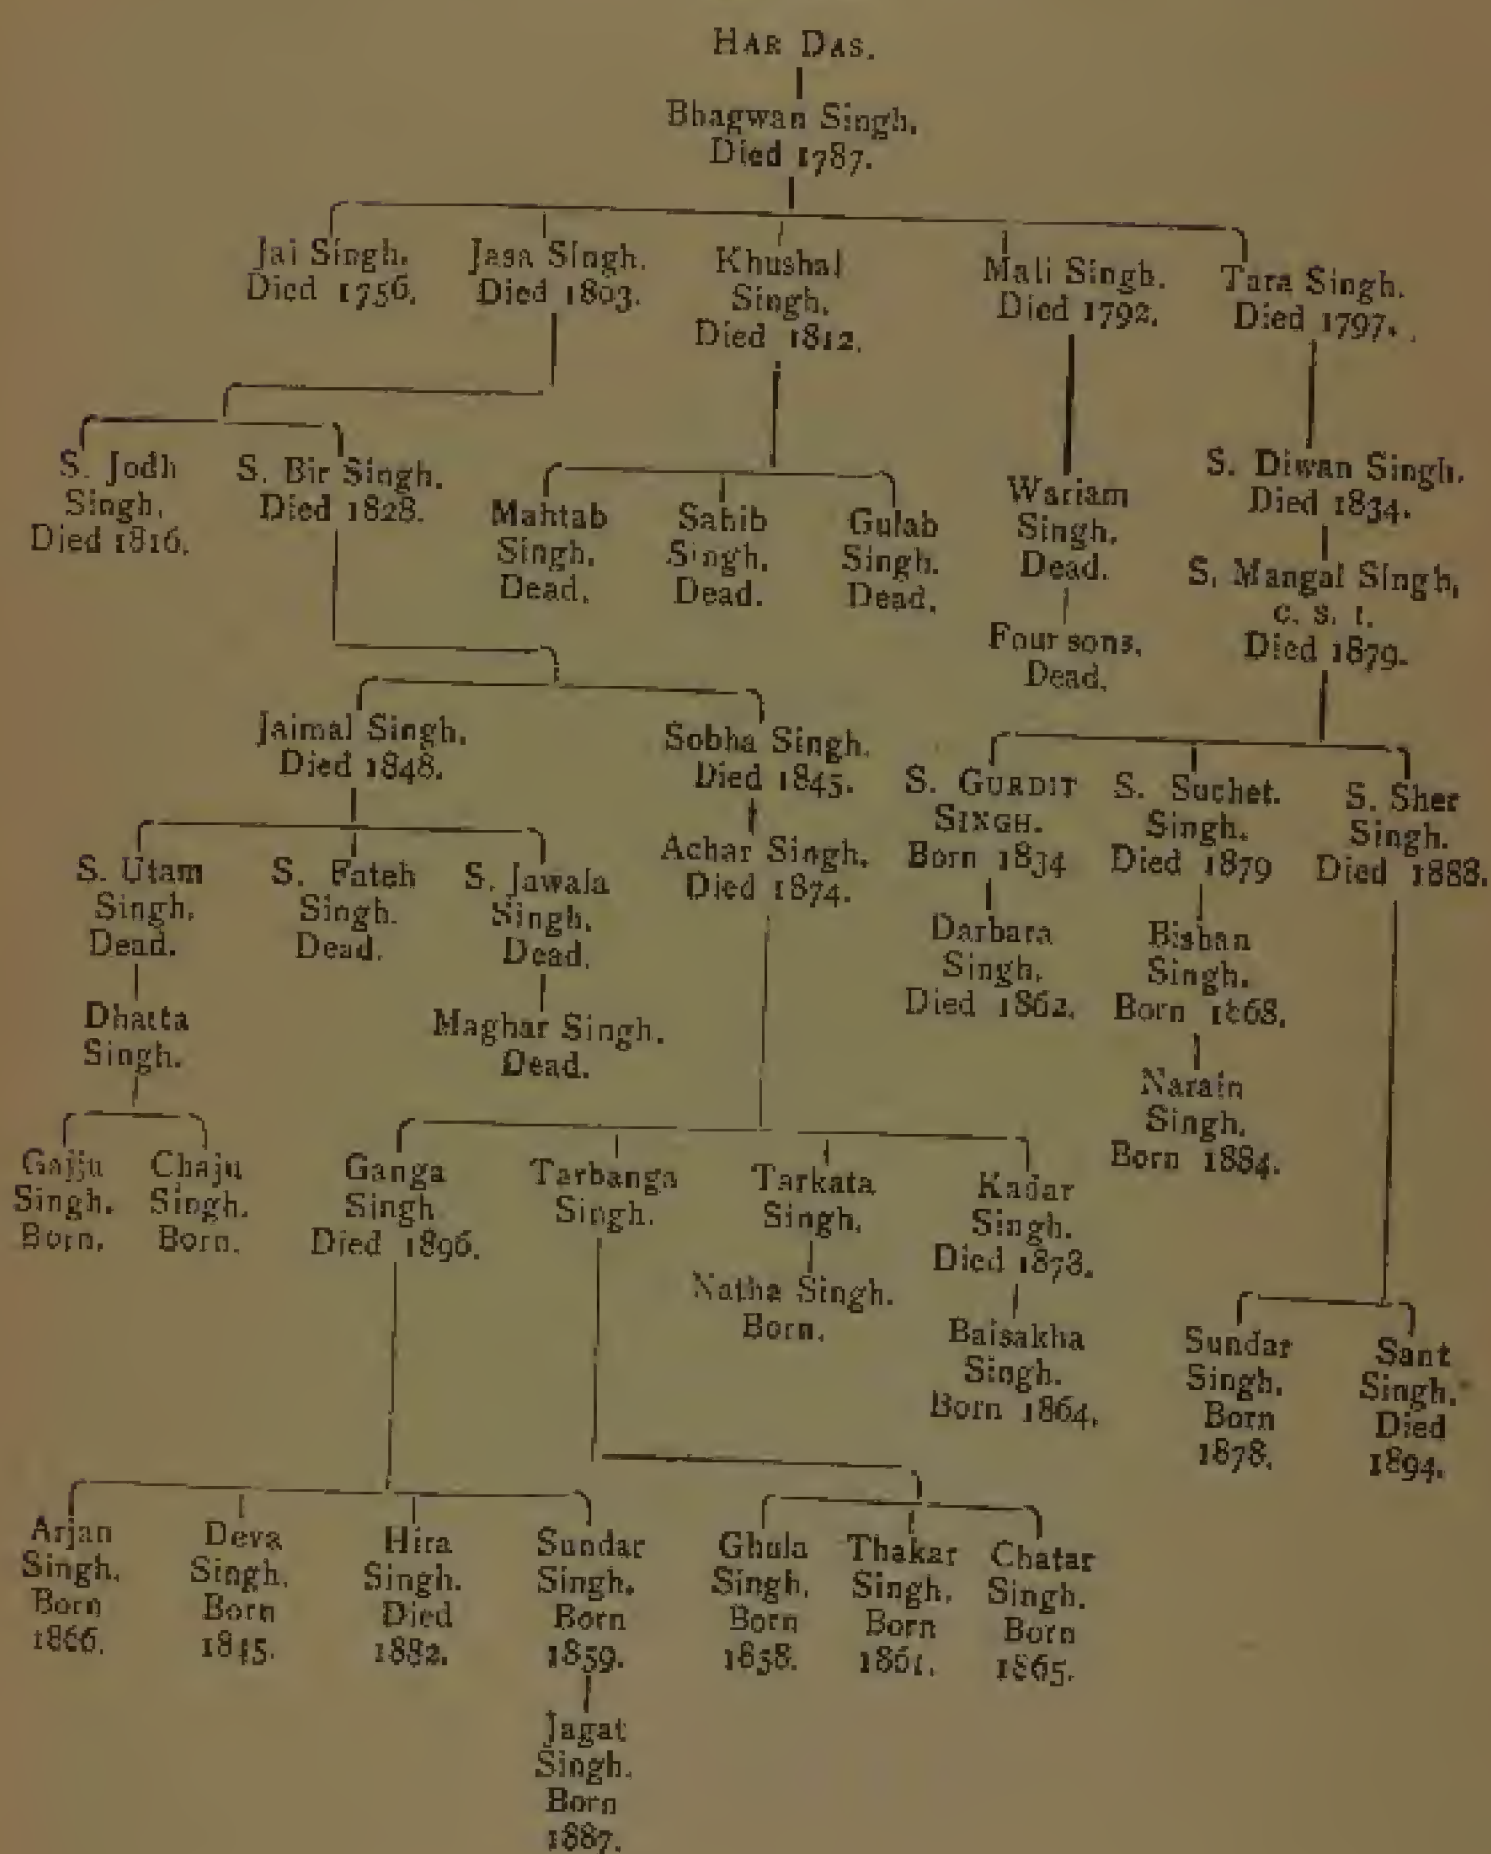 HAR DAS.
Bhagwan Singh.
Died 1787.
Jai Singh.
Died 1756.
Jasa Singh.
Died 1803.
Khushal
Singh.
Died 1812.
Mali Singh.
Died 1792.
Tara Singh.
Died 1797.
S. Jodh
Singh.
Died 1816.
S. Bir Singh.
Died 1828.
Mahtab
Singh.
Dead.
Sahib
Singh.
Dead.
Gulab
Singh.
Dead.
Wariam
Singh.
Dead.
Four sons.
Dead.
S. Diwan Singh.
Died 1834.
S. Mangal Singh,
C. S. I.
Died 1879.
Jaimal Singh.
Died 1848.
Sobha Singh.
Died 1845.
S. GURDIT
SINGH.
Born 1834
S. Suchet.
Singh.
Died 1879
S. Sher
Singh.
Died 1888.
S. Utam
Singh.
Dead.
S. Fateh
Singh.
Dead.
S. Jawala
Singh.
Dead.
Achar Singh.
Died 1874.
Darbara
Singh.
Died 1862.
Bishan
Singh.
Born 1868.
Dhatta
Singh.
Maghar Singh.
Dead.
Narain
Singh.
Born 1884.
Gajju
Singh.
Born.
Chaju
Singh.
Born.
Ganga
Singh
Died 1896.
Tarbanga
Singh.
Tarkata
Singh.
Kadar
Singh.
Died 1878.
Natha Singh.
Born.
Baisakha
Singh.
Born 1864.
Sundar
Singh.
Born
1878.
Sant
Singh.
Died
1894.
Arjan
Singh.
Born
1866.
Deva
Singh.
Born
1845.
Hira
Singh.
Died
1882.
Sundar
Singh.
Born
1859.
Ghula
Singh.
Born
1858.
Thakar
Singh.
Born
1861.
Chatar
Singh.
Born
1865.
Jagat
Singh.
Born
1887.